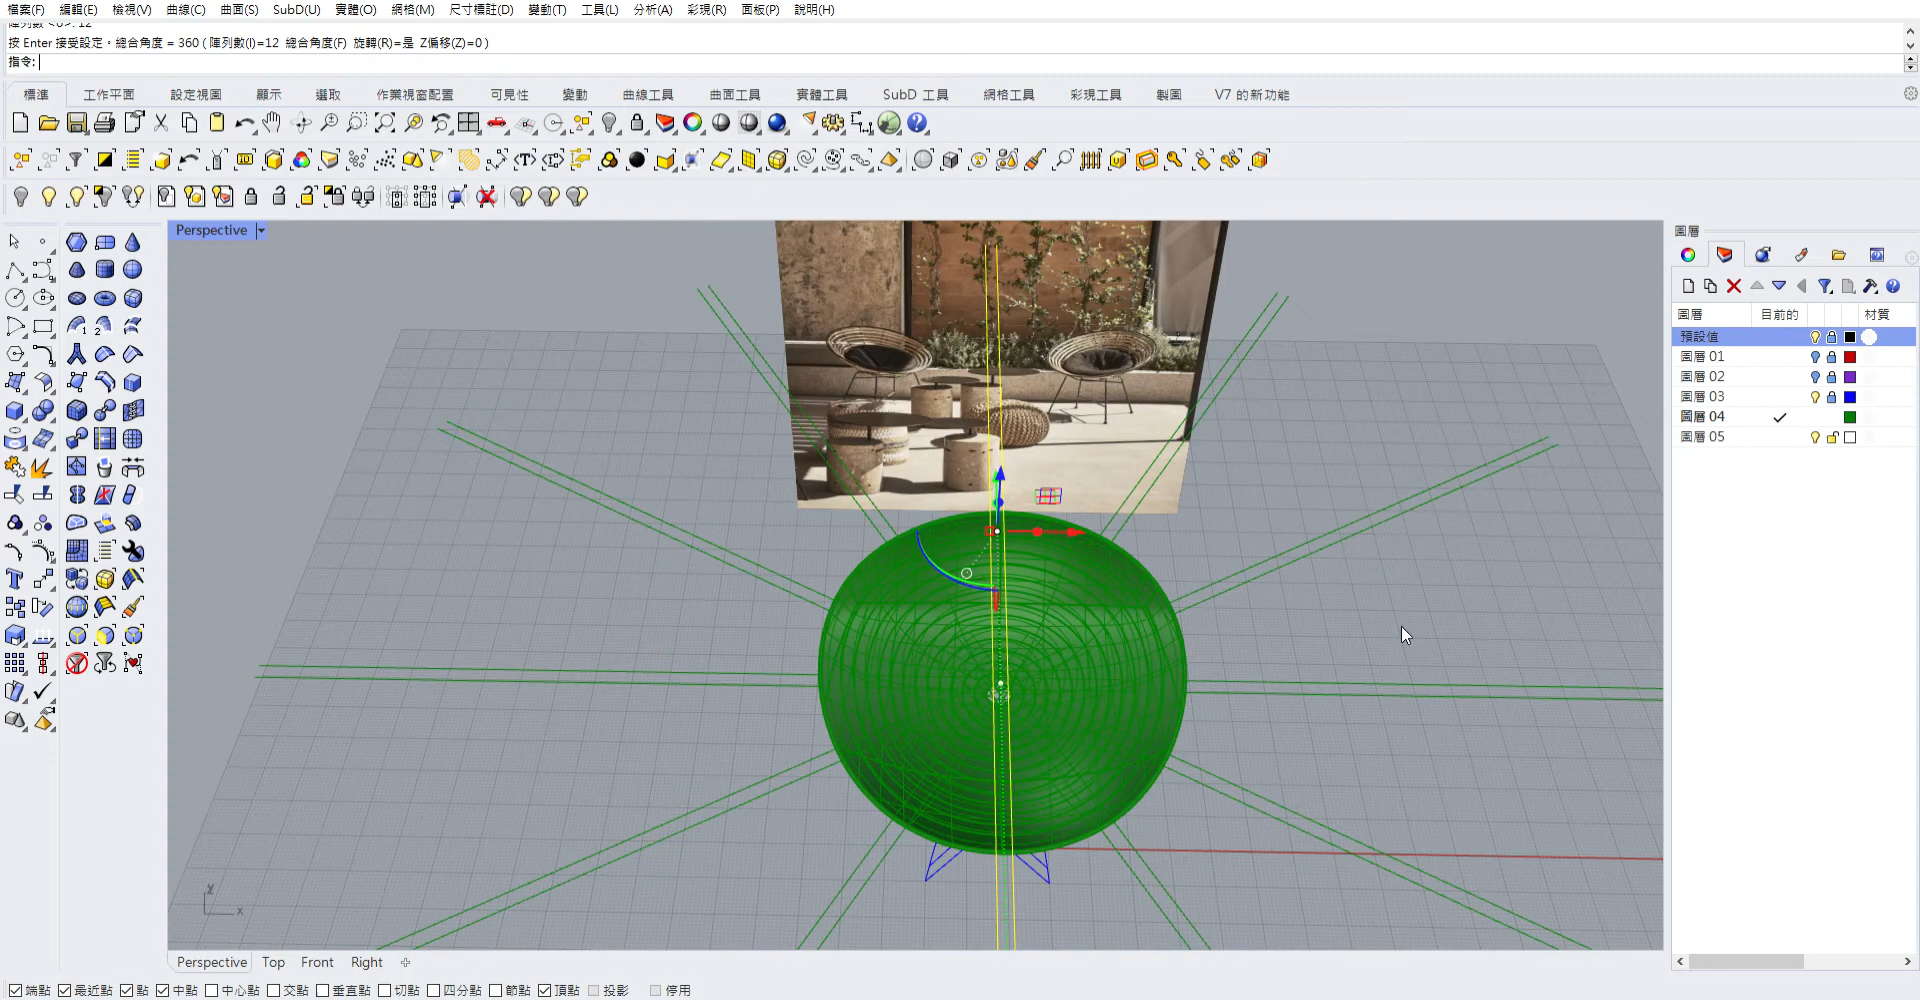 檔案(F) 編輯(E) 檢視(V) 曲線(C) 曲面(S) SubD(U) 實體(O) 網格(M) 尺寸標註(D) 變動(T) 工具(L) 分析(A) 彩現(R) 面板(P) 說明(H)
陣列數 <6>: 12
按 Enter 接受設定。總合角度 = 360 ( 陣列數(I)=12 總合角度(F) 旋轉(R)=是 Z偏移(Z)=0 )
指令:
標準 工作平面 設定視圖 顯示 選取 作業視窗配置 可見性 變動 曲線工具 曲面工具 實體工具 SubD 工具 網格工具 彩現工具 製圖 V7 的新功能
Perspective
圖層
圖層 目前的 材質
預設值
圖層 01
圖層 02
圖層 03
圖層 04
圖層 05
y
x
Perspective Top Front Right
端點 最近點 點 中點 中心點 交點 垂直點 切點 四分點 節點 頂點 投影 停用